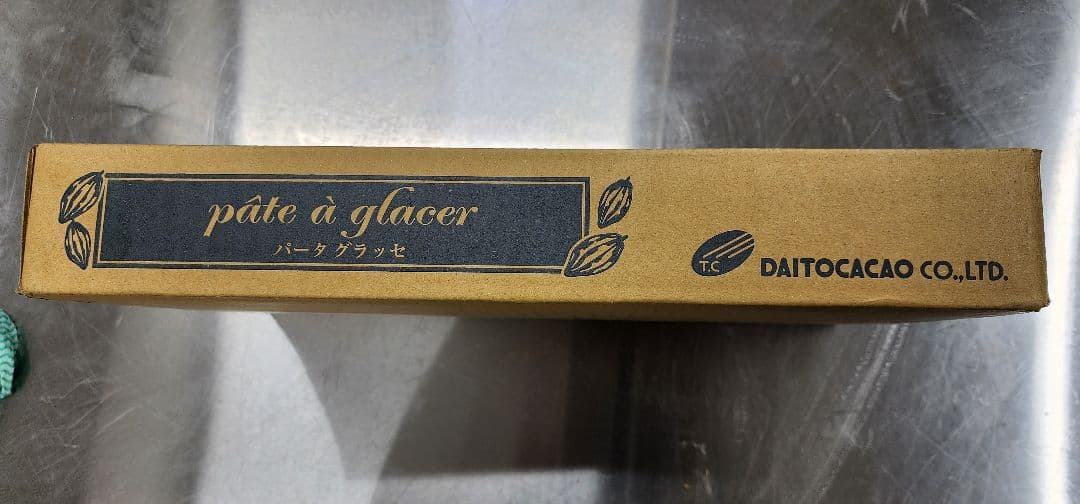 pâte à glacer
パータ グラッセ
T.C
DAITOCACAO CO.,LTD.